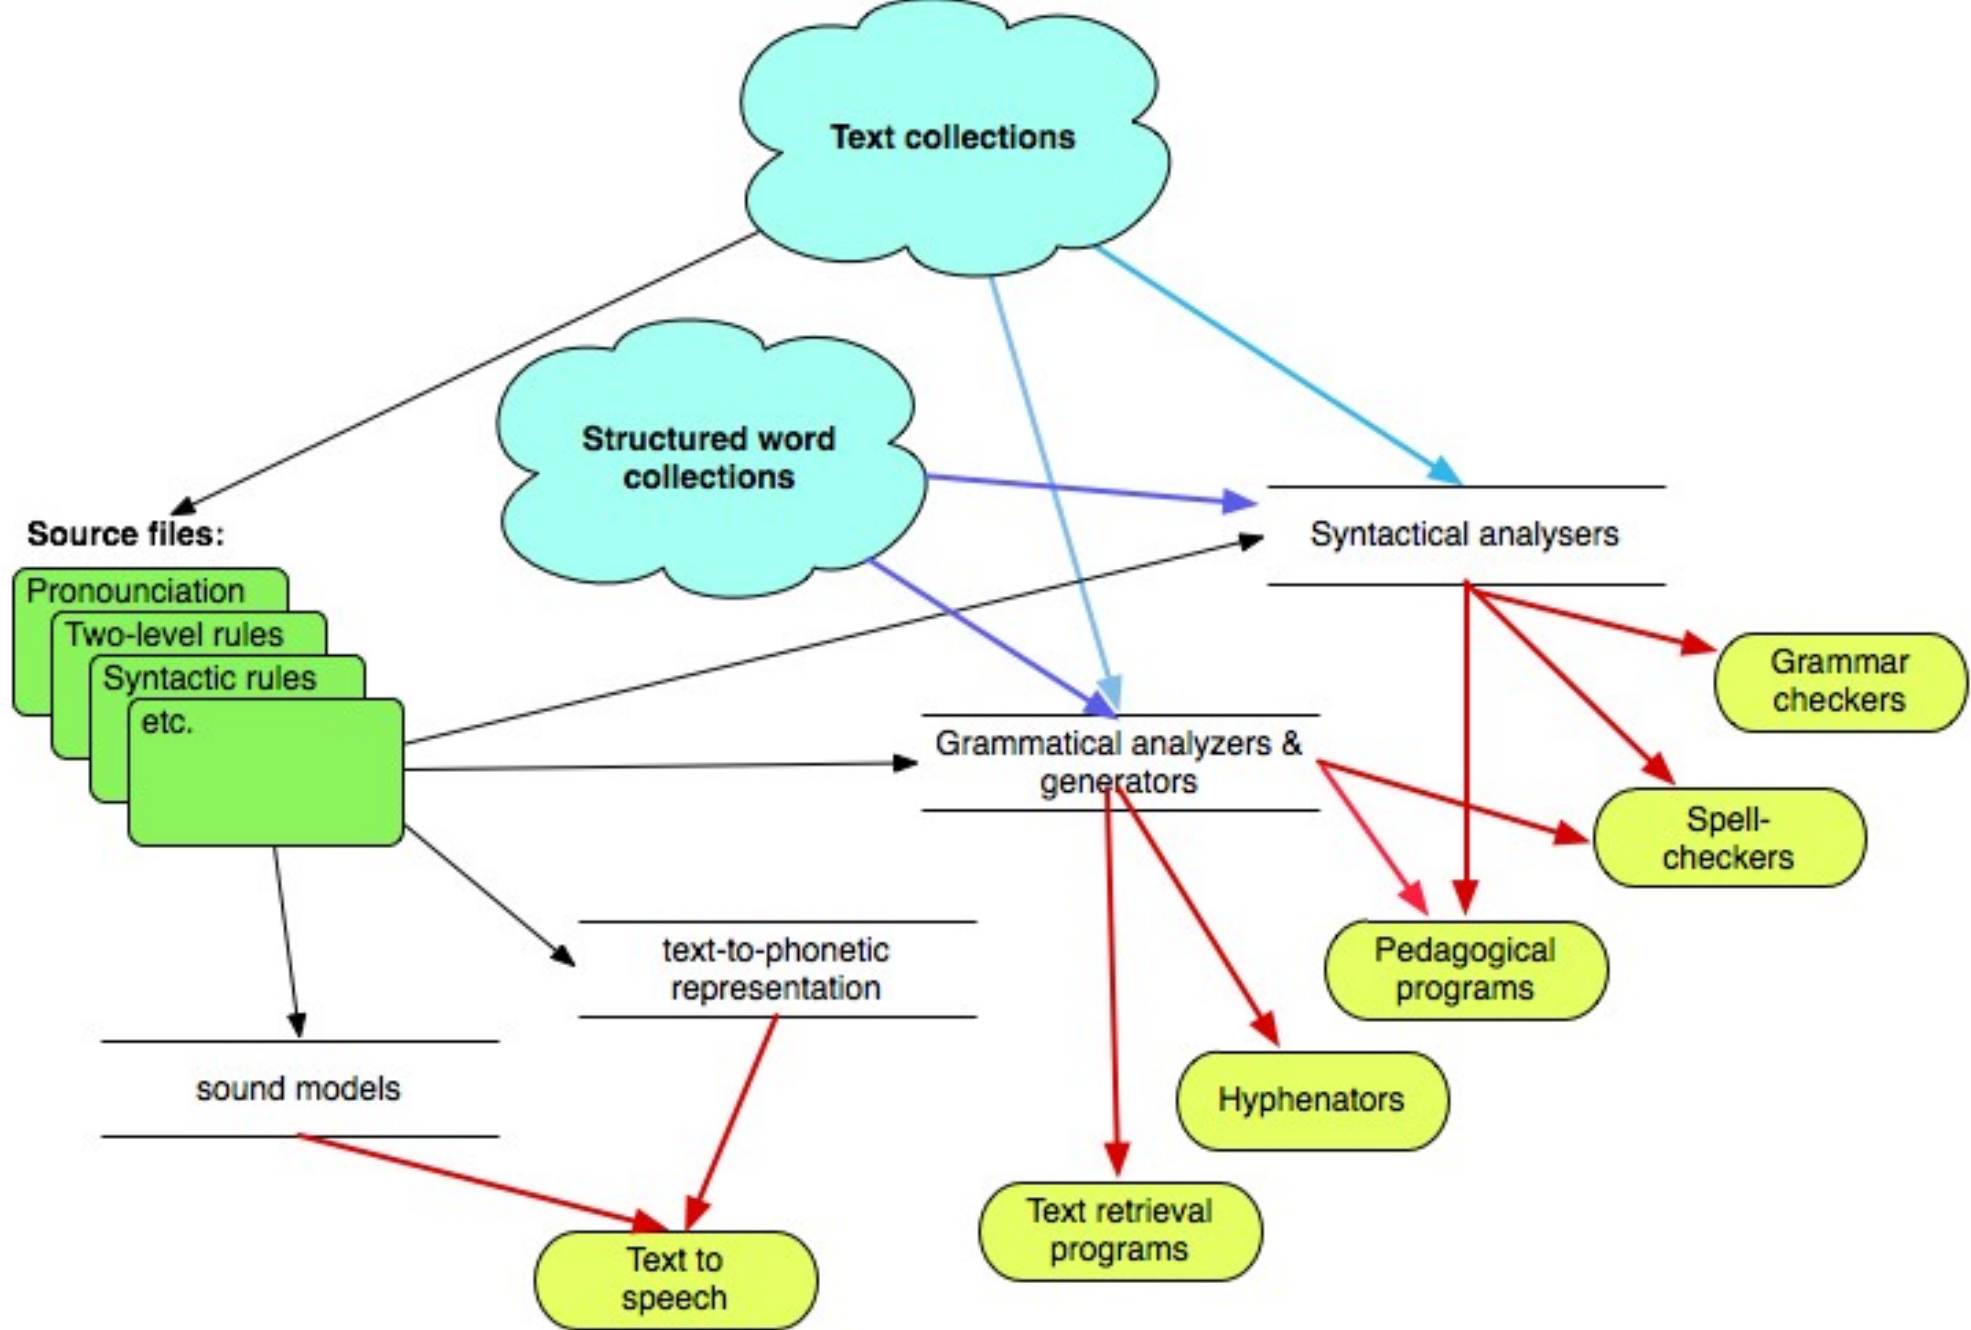 Text collections
Structured word
collections
Source files:
Pronounciation
Two-level rules
Syntactic rules
etc.
Syntactical analysers
Grammatical analyzers &
generators
Grammar
checkers
Spell-
checkers
Pedagogical
programs
text-to-phonetic
representation
sound models
Hyphenators
Text retrieval
programs
Text to
speech